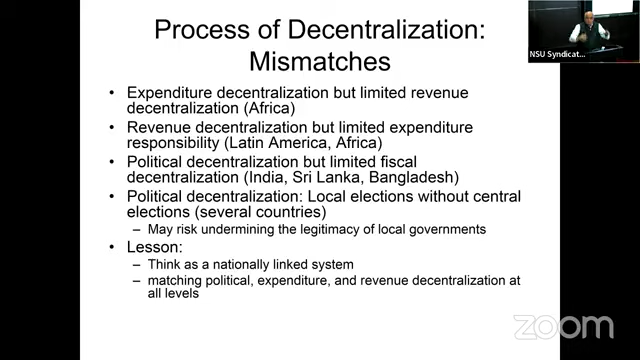 Process of Decentralization:
Mismatches
• Expenditure decentralization but limited revenue
decentralization (Africa)
• Revenue decentralization but limited expenditure
responsibility (Latin America, Africa)
• Political decentralization but limited fiscal
decentralization (India, Sri Lanka, Bangladesh)
• Political decentralization: Local elections without central
elections (several countries)
– May risk undermining the legitimacy of local governments
• Lesson:
– Think as a nationally linked system
– matching political, expenditure, and revenue decentralization at
all levels
NSU Syndicat...
zoom